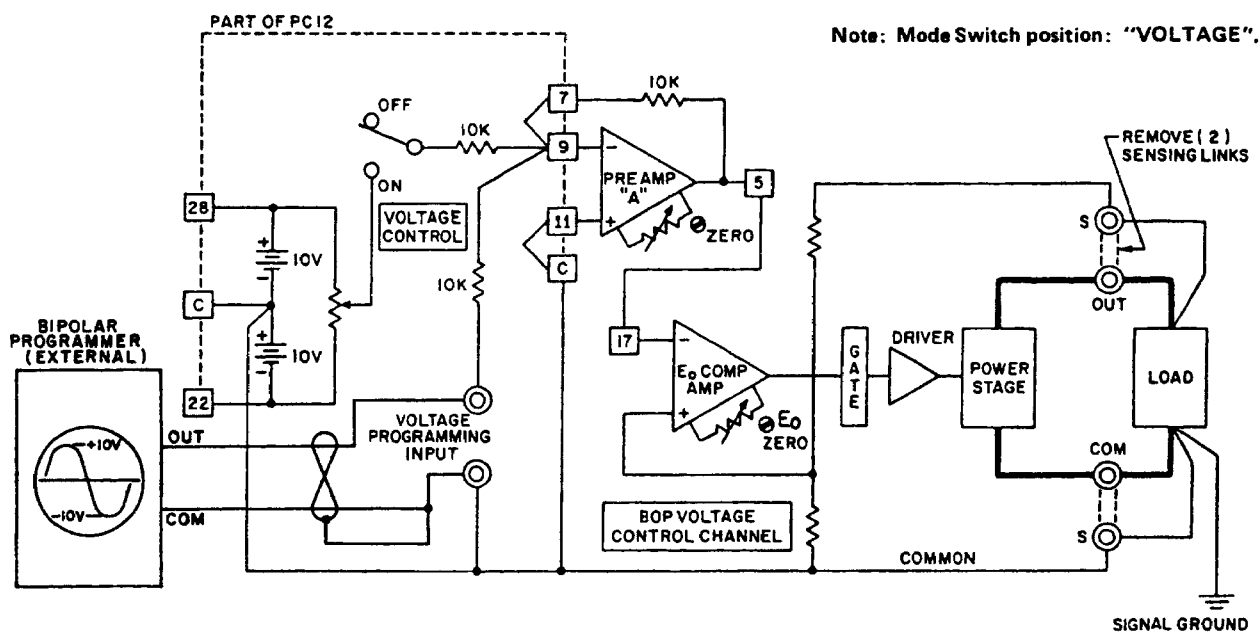 PART OF PC12
Note: Mode Switch position: "VOLTAGE".
7
10K
OFF
10K
9
-
PREAMP
"A"
+
5
ZERO
REMOVE (2)
SENSING LINKS
S
28
ON
VOLTAGE
CONTROL
11
C
+
10V
-
10K
OUT
C
+
10V
-
17
-
E₀ COMP
AMP
+
E₀
ZERO
GATE
DRIVER
POWER
STAGE
LOAD
BIPOLAR
PROGRAMMER
(EXTERNAL)
22
VOLTAGE
PROGRAMMING
INPUT
OUT
+10V
-10V
COM
COM
BOP VOLTAGE
CONTROL CHANNEL
S
COMMON
SIGNAL GROUND